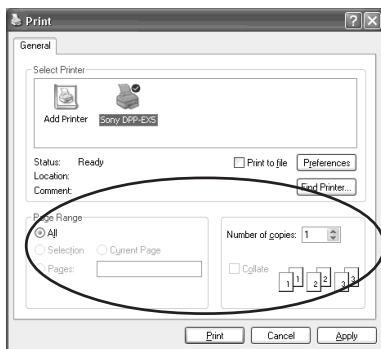 Print
General
Select Printer
Add Printer
Sony DPP-EX5
Status: Ready
Print to file
Preferences
Location:
Comment:
Find Printer...
Page Range
All
Selection
Current Page
Pages:
Number of copies: 1
Collate
1 1 2 2 3 3
Print
Cancel
Apply